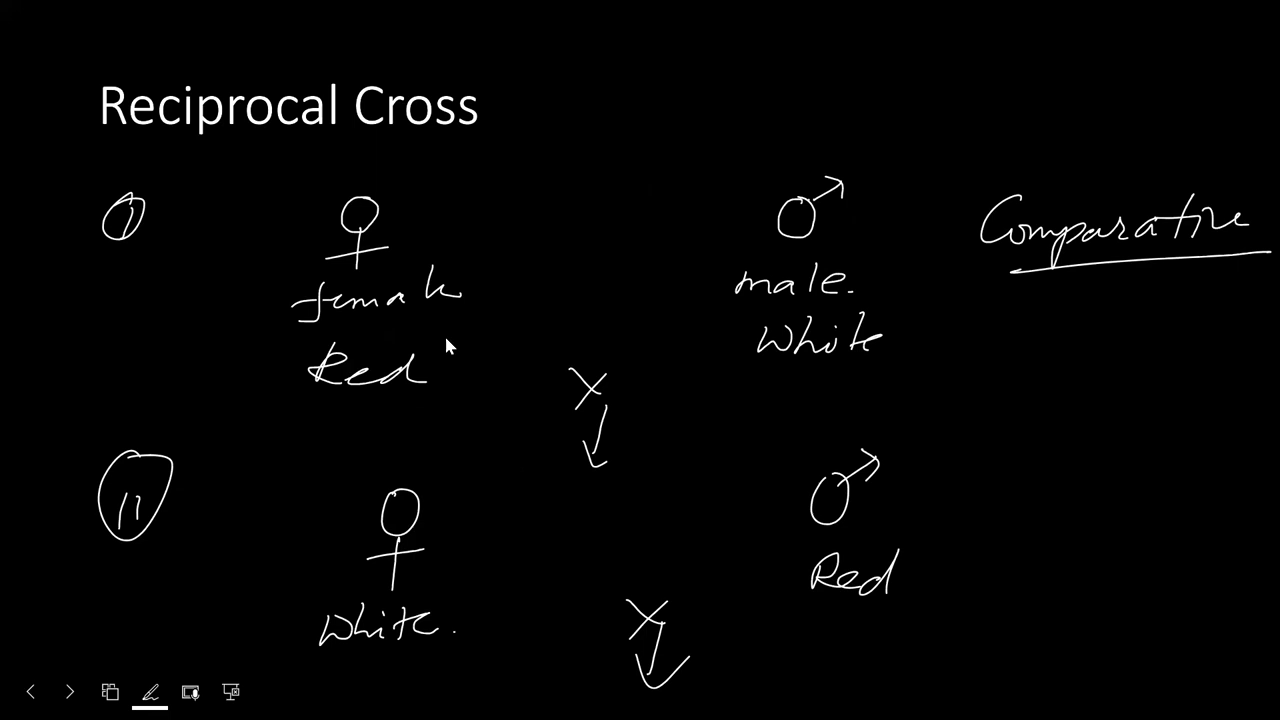 Reciprocal Cross
I
♀ ♂ Comparative
female male.
Red White
X
II
♀ ♂
White. Red
X